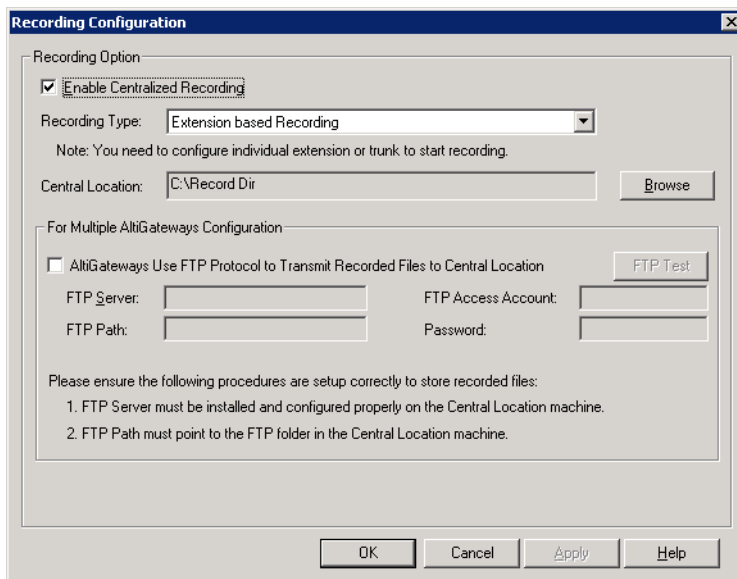 Recording Configuration
Recording Option
Enable Centralized Recording
Recording Type: Extension based Recording
Note: You need to configure individual extension or trunk to start recording.
Central Location: C:\Record Dir Browse
For Multiple AltiGateways Configuration
AltiGateways Use FTP Protocol to Transmit Recorded Files to Central Location FTP Test
FTP Server: FTP Access Account:
FTP Path: Password:
Please ensure the following procedures are setup correctly to store recorded files:
1. FTP Server must be installed and configured properly on the Central Location machine.
2. FTP Path must point to the FTP folder in the Central Location machine.
OK Cancel Apply Help